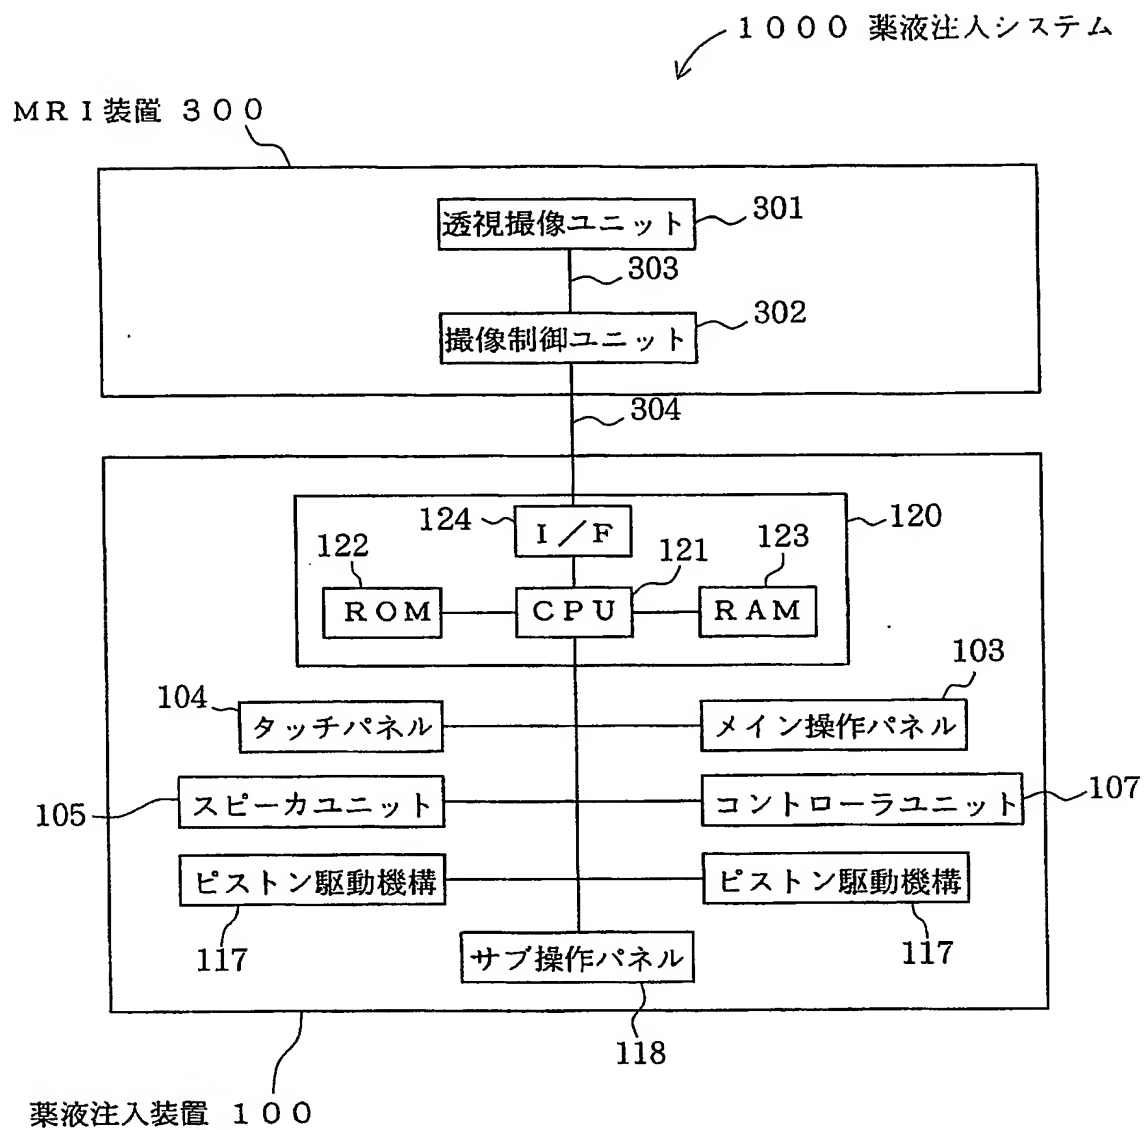 1000 薬液注入システム
MRI装置 300
透視撮像ユニット
301
303
撮像制御ユニット
302
304
124
I/F
120
122
121
123
ROM
CPU
RAM
104
タッチパネル
103
メイン操作パネル
105
スピーカユニット
コントローラユニット
107
ピストン駆動機構
ピストン駆動機構
117
117
サブ操作パネル
118
薬液注入装置 100